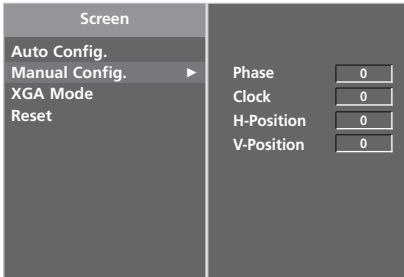 Screen
Auto Config.
Manual Config. ►
XGA Mode
Reset
Phase 0
Clock 0
H-Position 0
V-Position 0